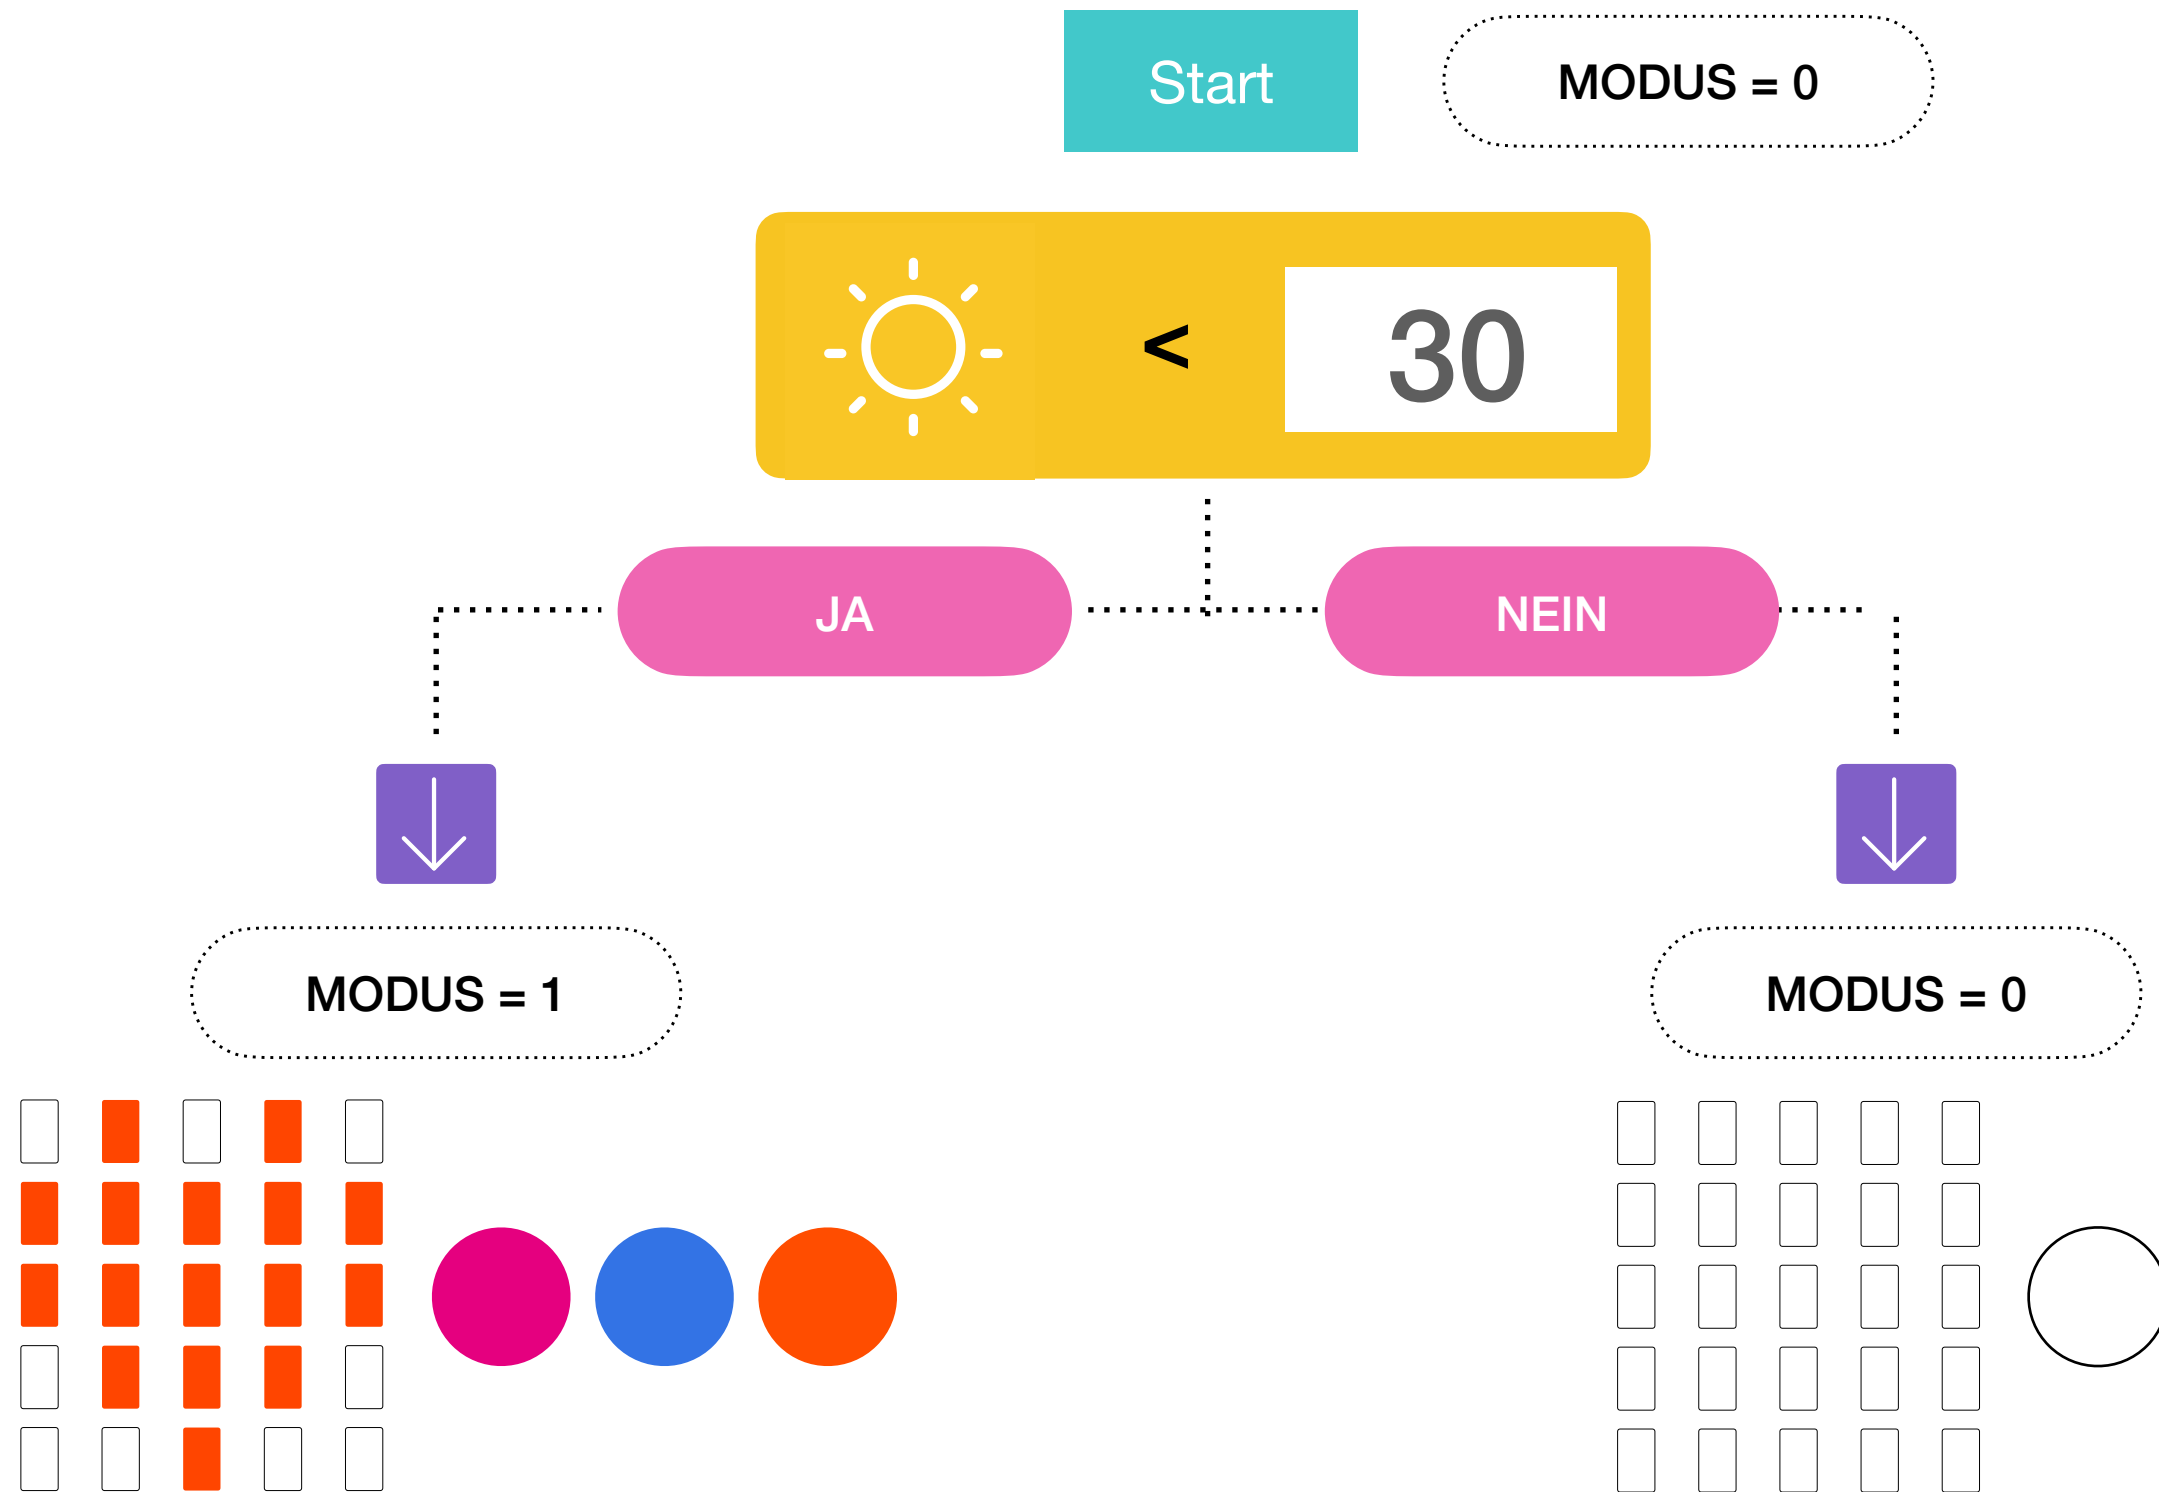 Start
MODUS = 0
< 30
JA
NEIN
MODUS = 1
MODUS = 0